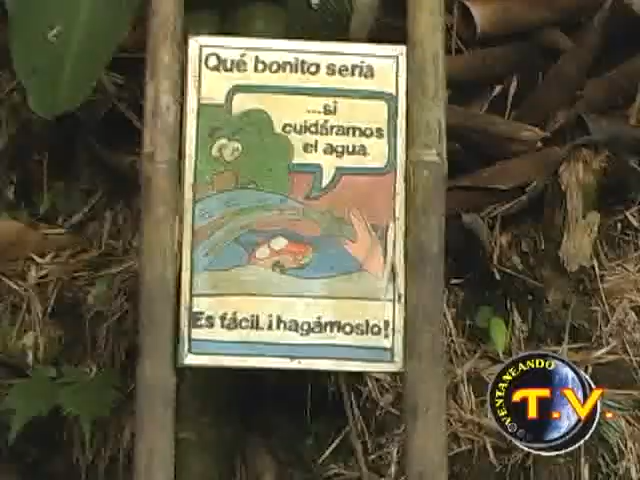 Qué bonito sería
...si
cuidáramos
el agua
Es fácil. ¡hagámoslo!
VENTANEANDO
T.V.